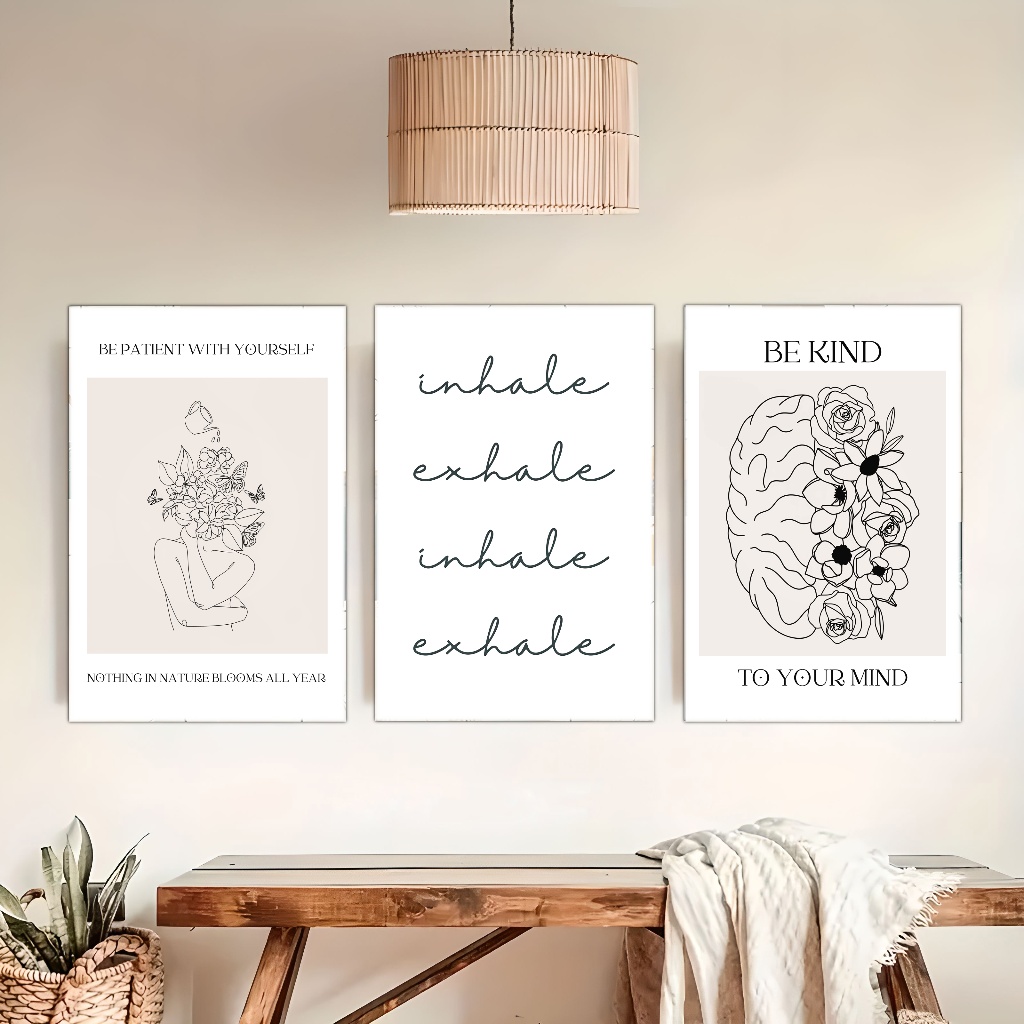 BE PATIENT WITH YOURSELF
NOTHING IN NATURE BLOOMS ALL YEAR
inhale
exhale
inhale
exhale
BE KIND
TO YOUR MIND